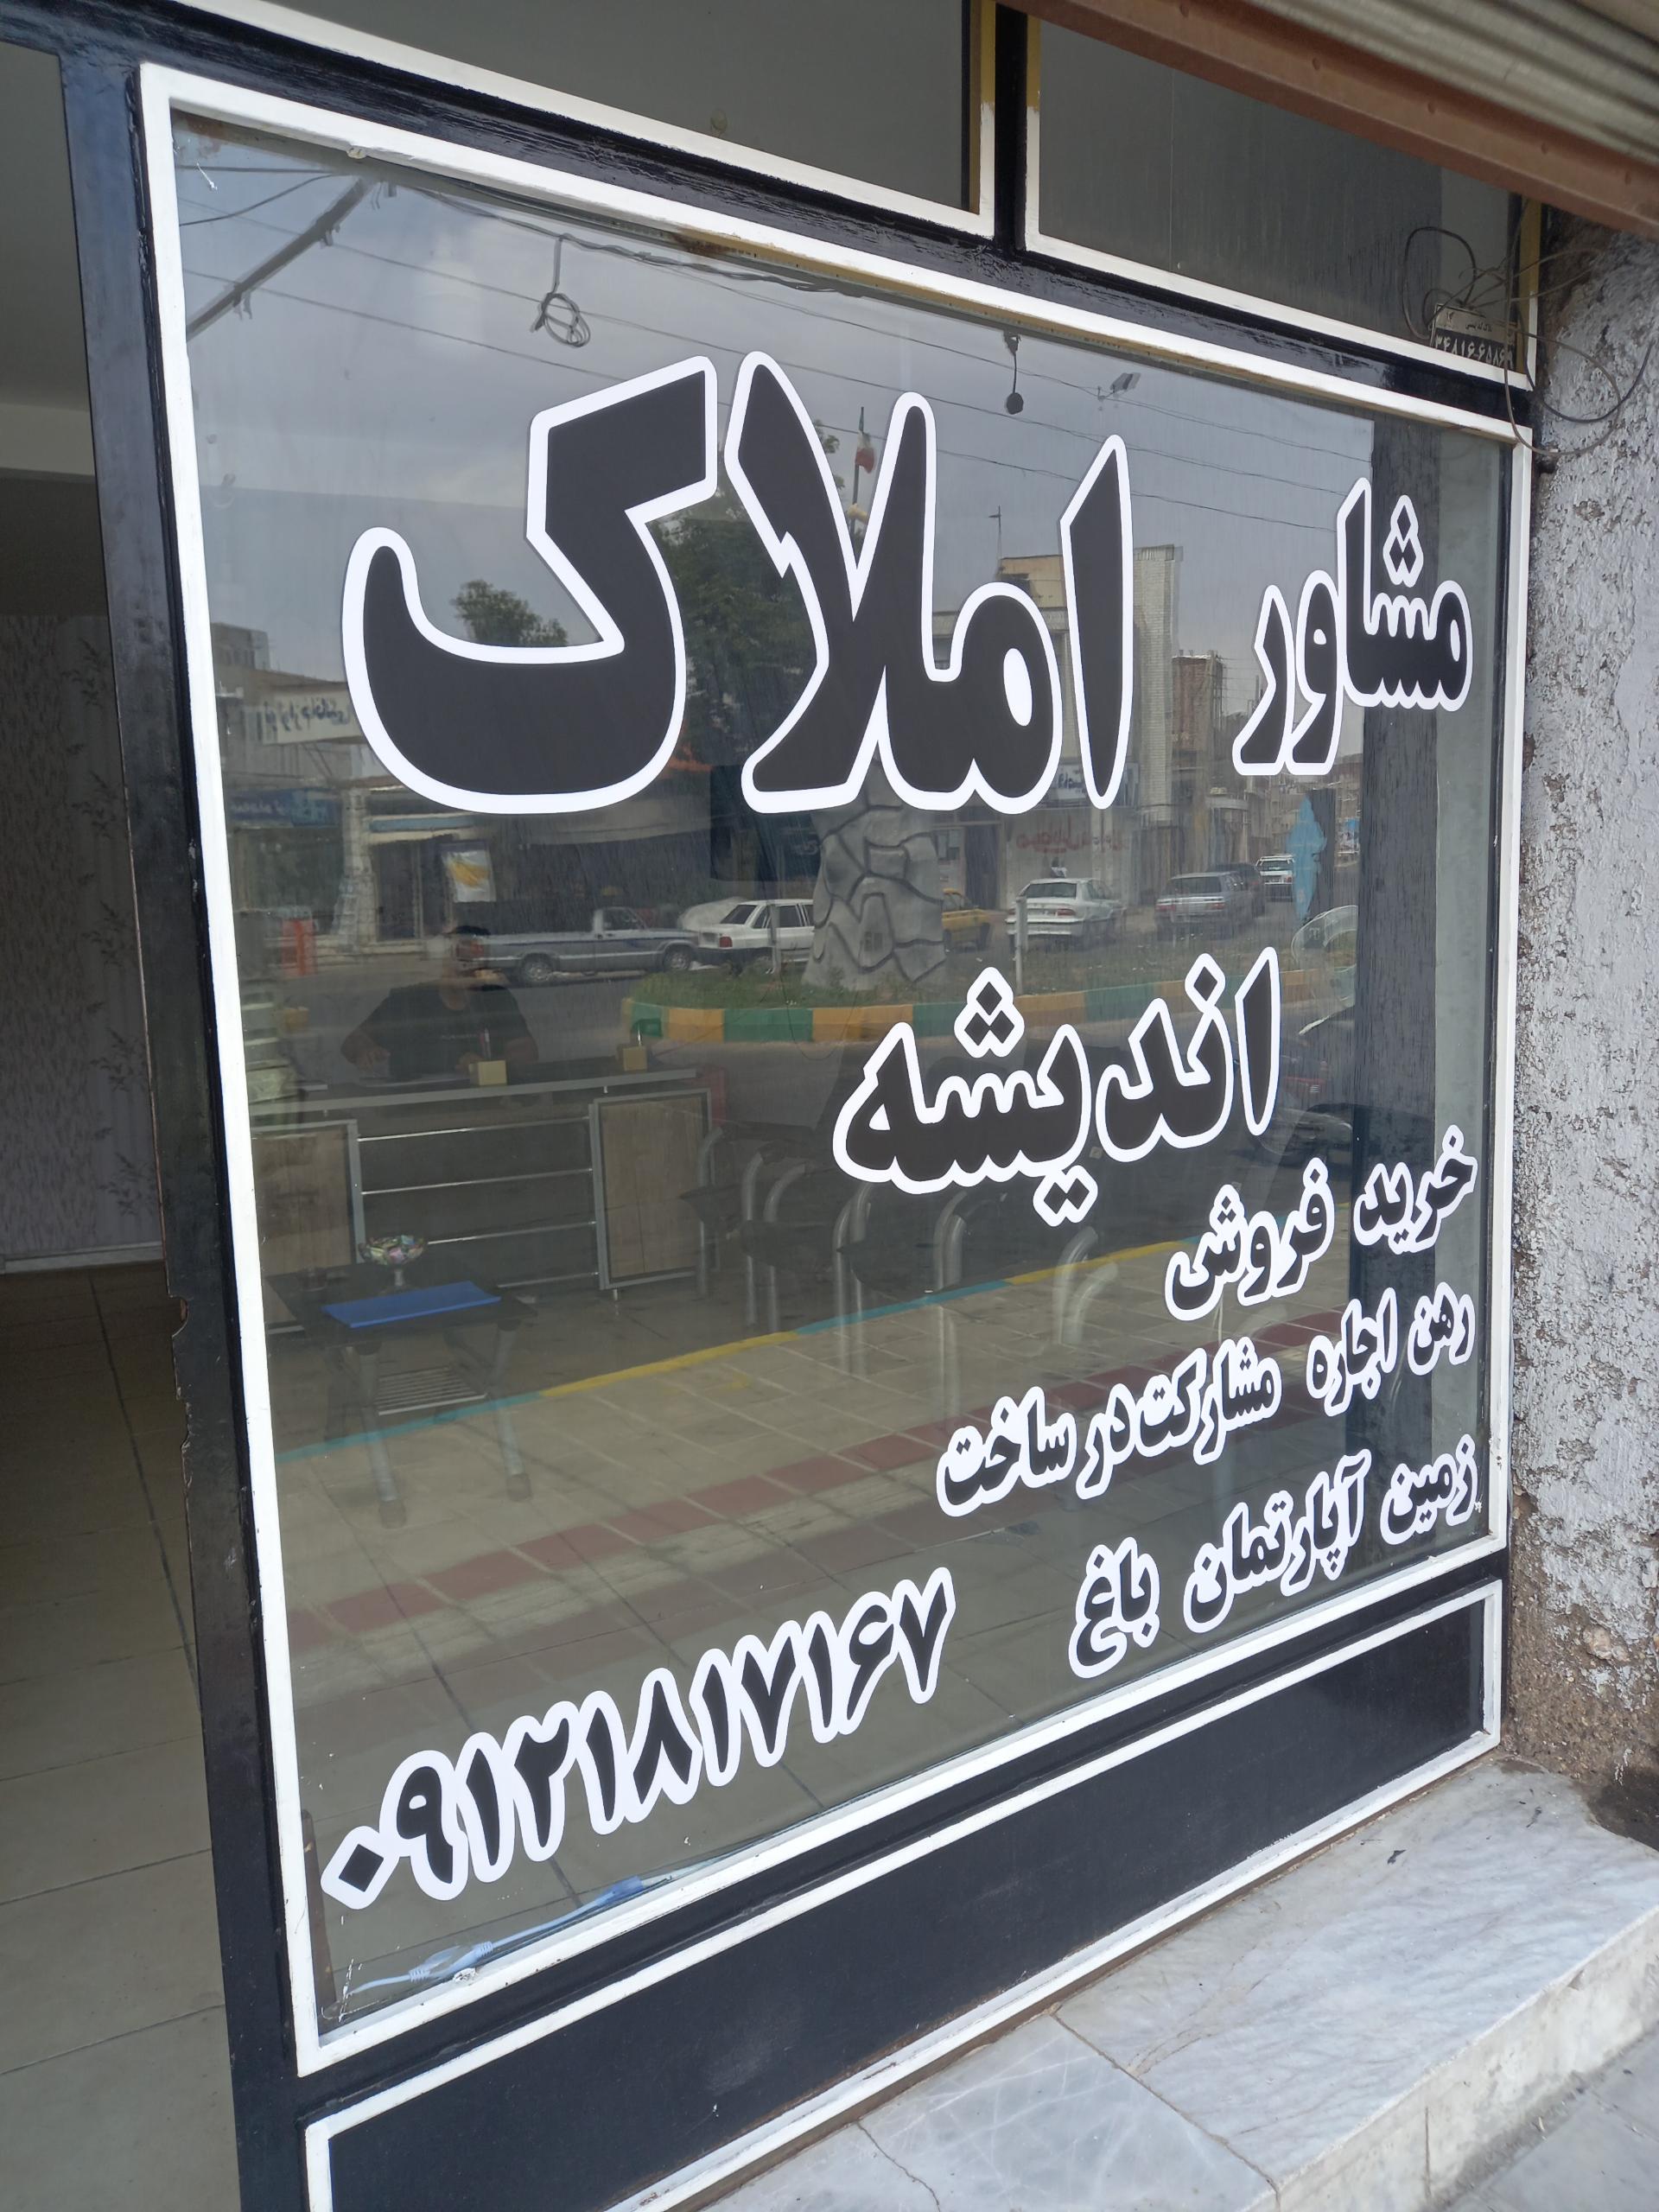 مشاور املاک
اندیشه
خرید فروش
رهن اجاره مشارکت در ساخت
زمین آپارتمان باغ
۰۹۱۲۱۸۱۷۱۶۷